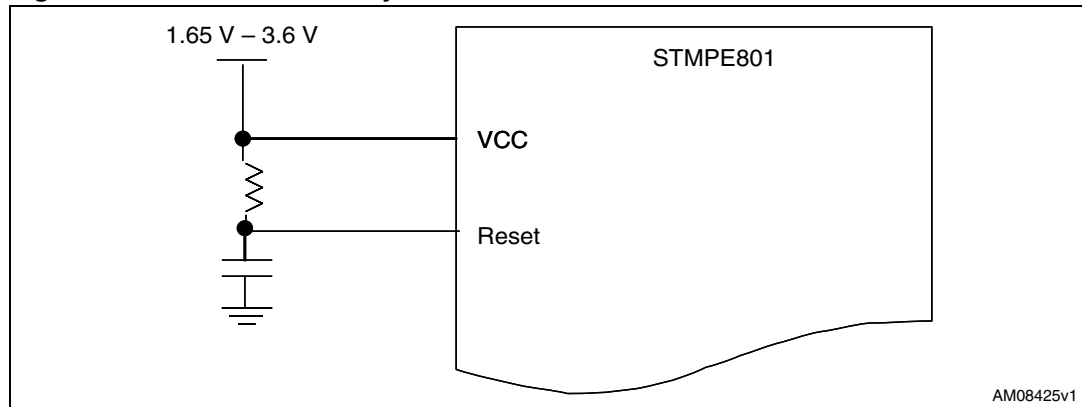 1.65 V – 3.6 V
STMPE801
VCC
Reset
AM08425v1